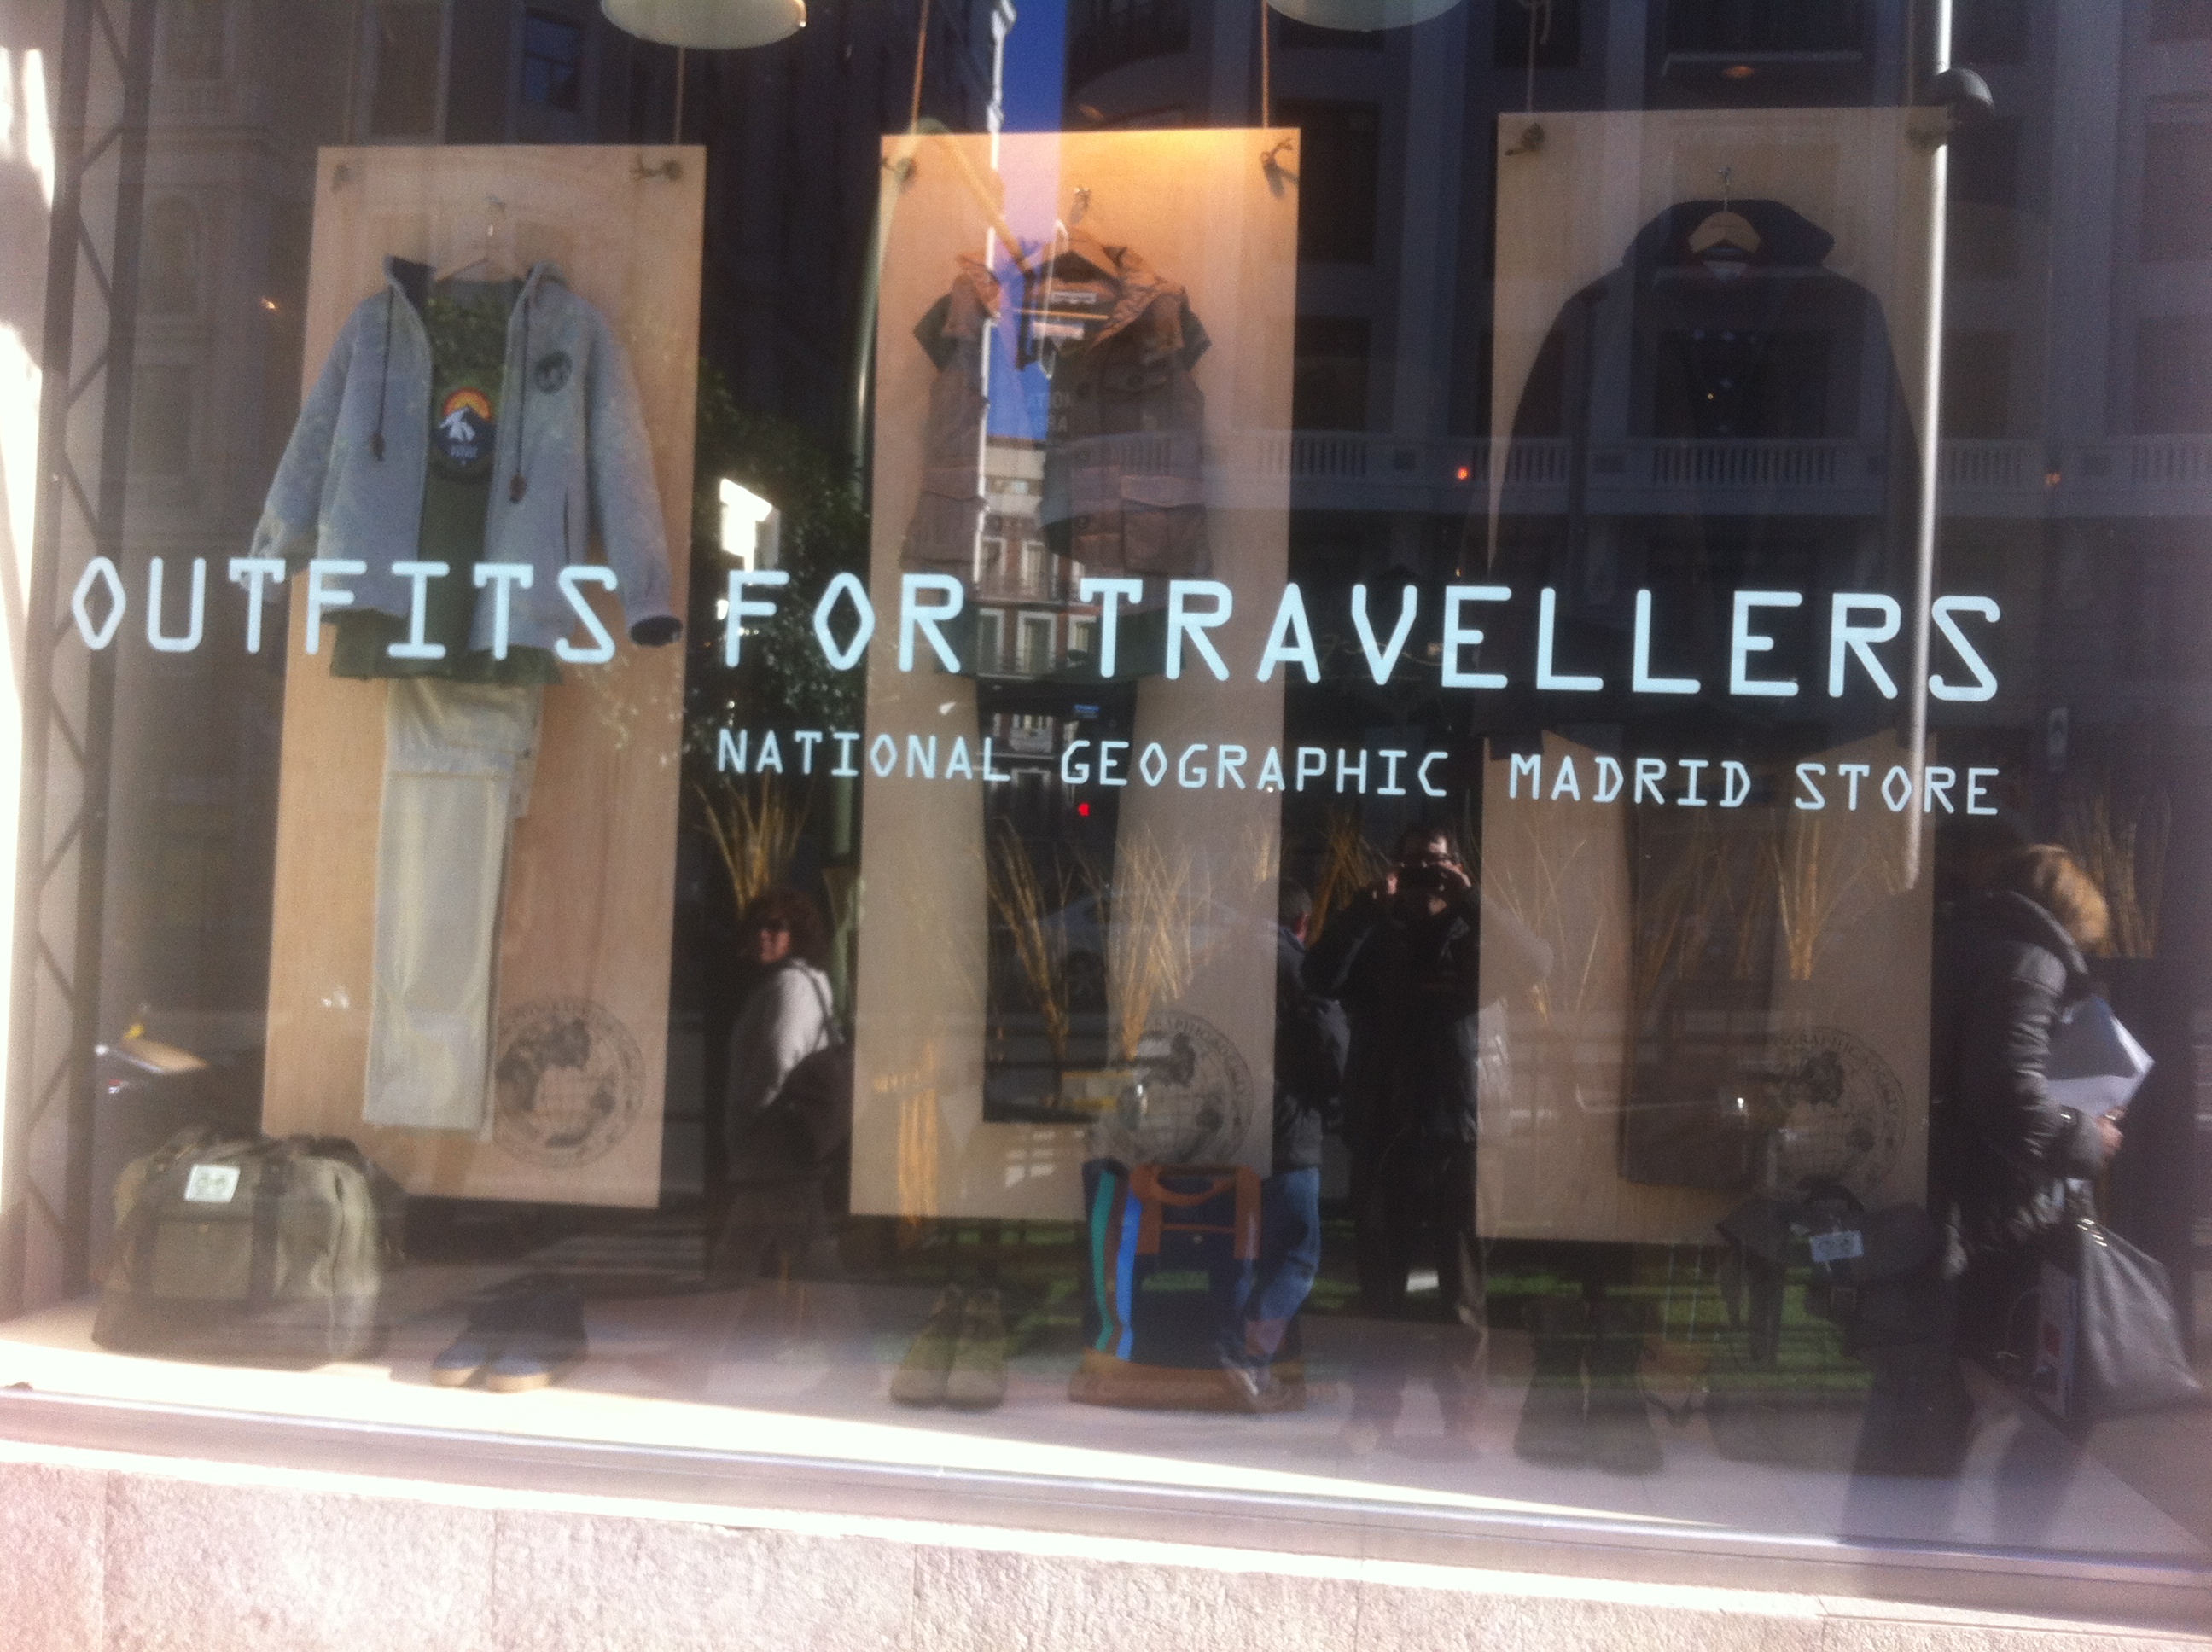 OUTFITS FOR TRAVELLERS
NATIONAL GEOGRAPHIC MADRID STORE